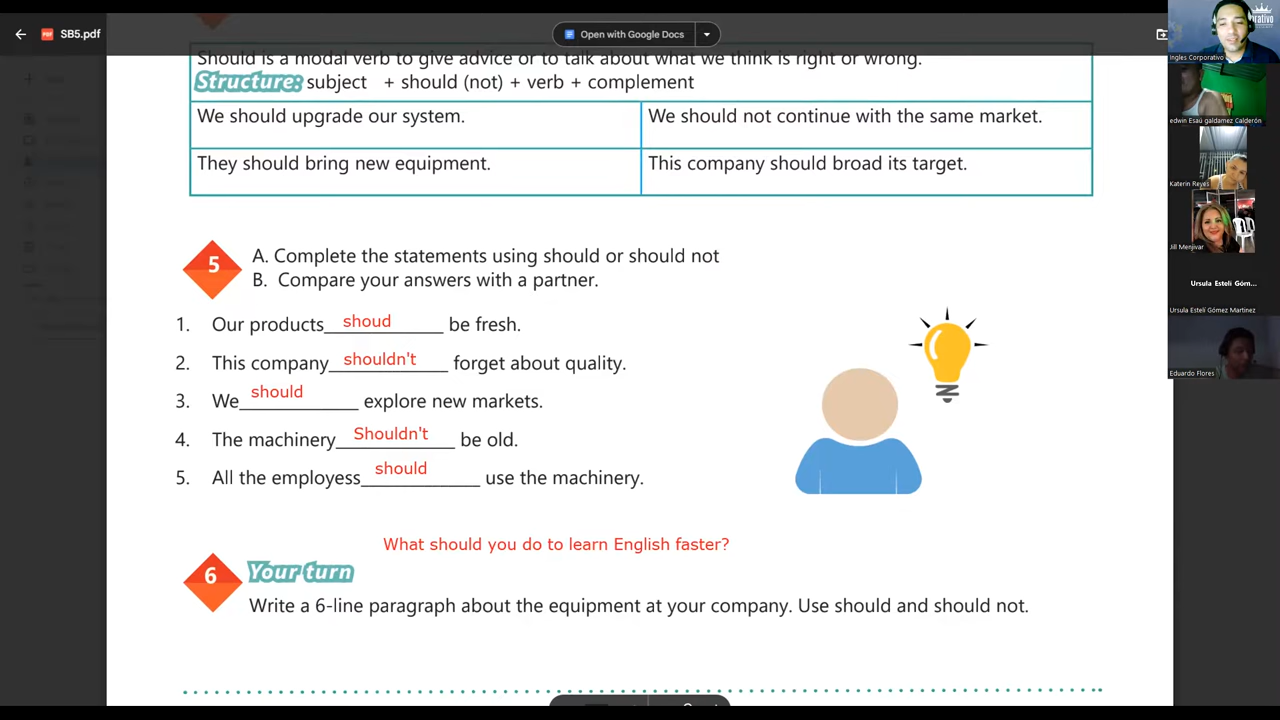 SB5.pdf
Open with Google Docs
Should is a modal verb to give advice or to talk about what we think is right or wrong.
Structure: subject + should (not) + verb + complement
We should upgrade our system.
We should not continue with the same market.
They should bring new equipment.
This company should broad its target.
5
A. Complete the statements using should or should not
B. Compare your answers with a partner.
1. Our products shoud be fresh.
2. This company shouldn't forget about quality.
3. We should explore new markets.
4. The machinery Shouldn't be old.
5. All the employess should use the machinery.
What should you do to learn English faster?
6 Your turn
Write a 6-line paragraph about the equipment at your company. Use should and should not.
Ingles Corporativo
edwin Esaú galdamez Calderón
Katerin Reyes
Jill Menjivar
Ursula Estelí Góm...
Ursula Estelí Gómez Martinez
Eduardo Flores